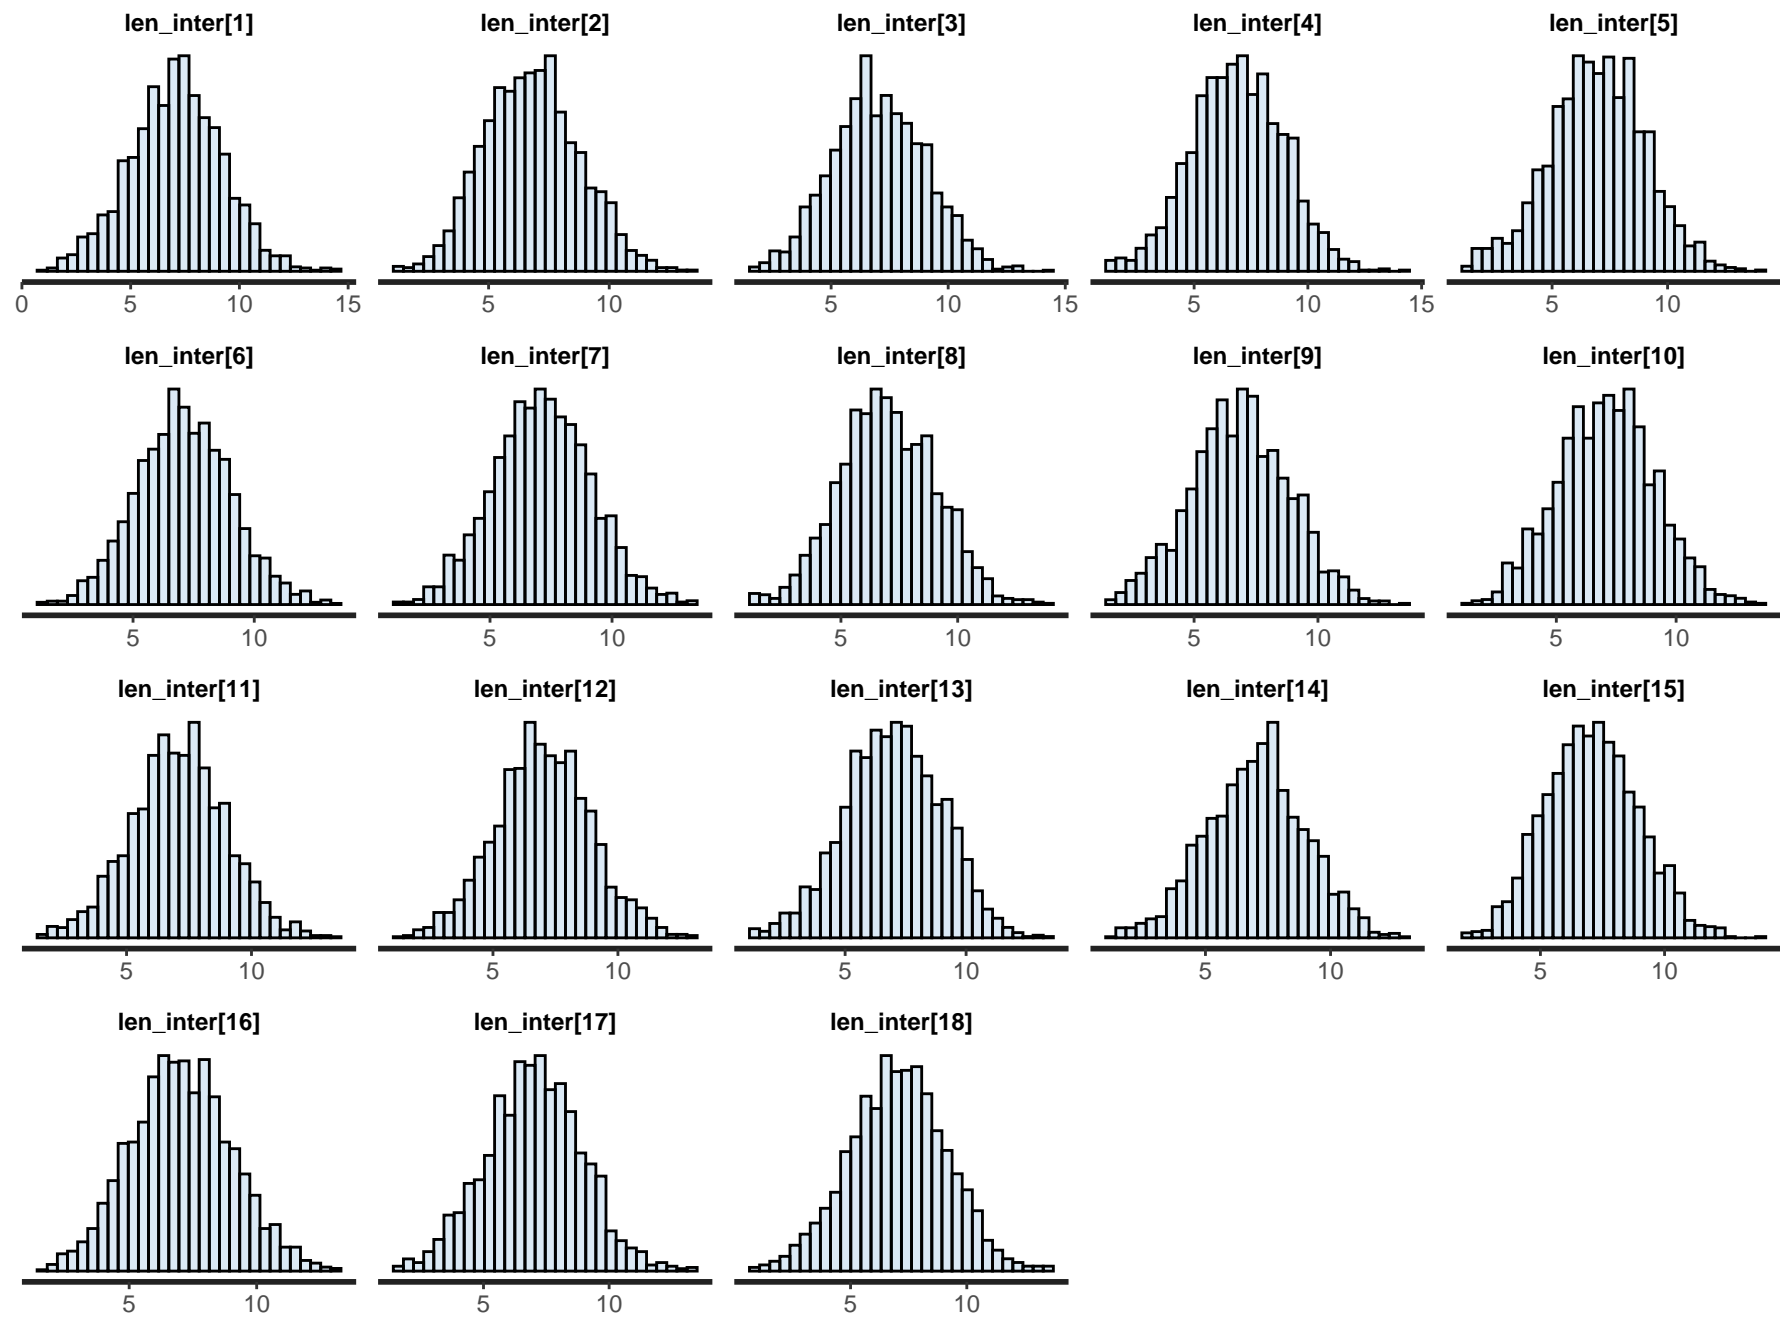 len_inter[1] len_inter[2] len_inter[3] len_inter[4] len_inter[5]
0 5 10 15 5 10 5 10 15 5 10 15 5 10
len_inter[6] len_inter[7] len_inter[8] len_inter[9] len_inter[10]
5 10 5 10 5 10 5 10 5 10
len_inter[11] len_inter[12] len_inter[13] len_inter[14] len_inter[15]
5 10 5 10 5 10 5 10 5 10
len_inter[16] len_inter[17] len_inter[18]
5 10 5 10 5 10